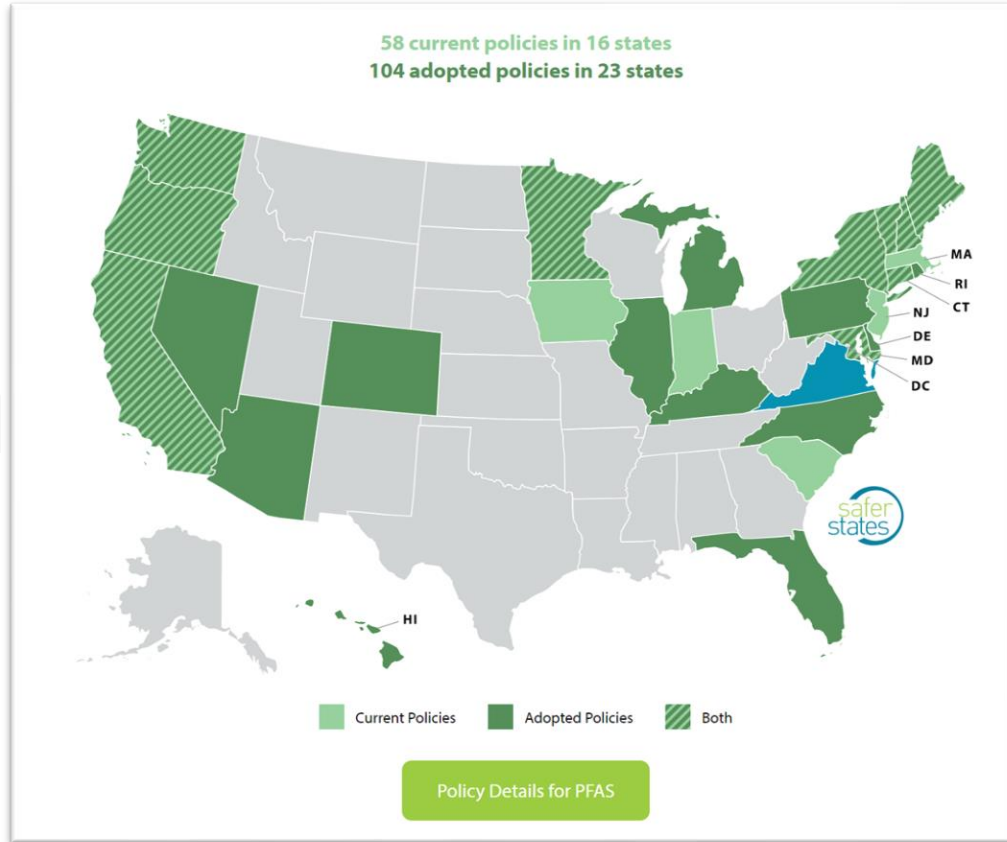 58 current policies in 16 states
104 adopted policies in 23 states
MA
RI
CT
NJ
DE
MD
DC
safer
states
HI
Current Policies
Adopted Policies
Both
Policy Details for PFAS